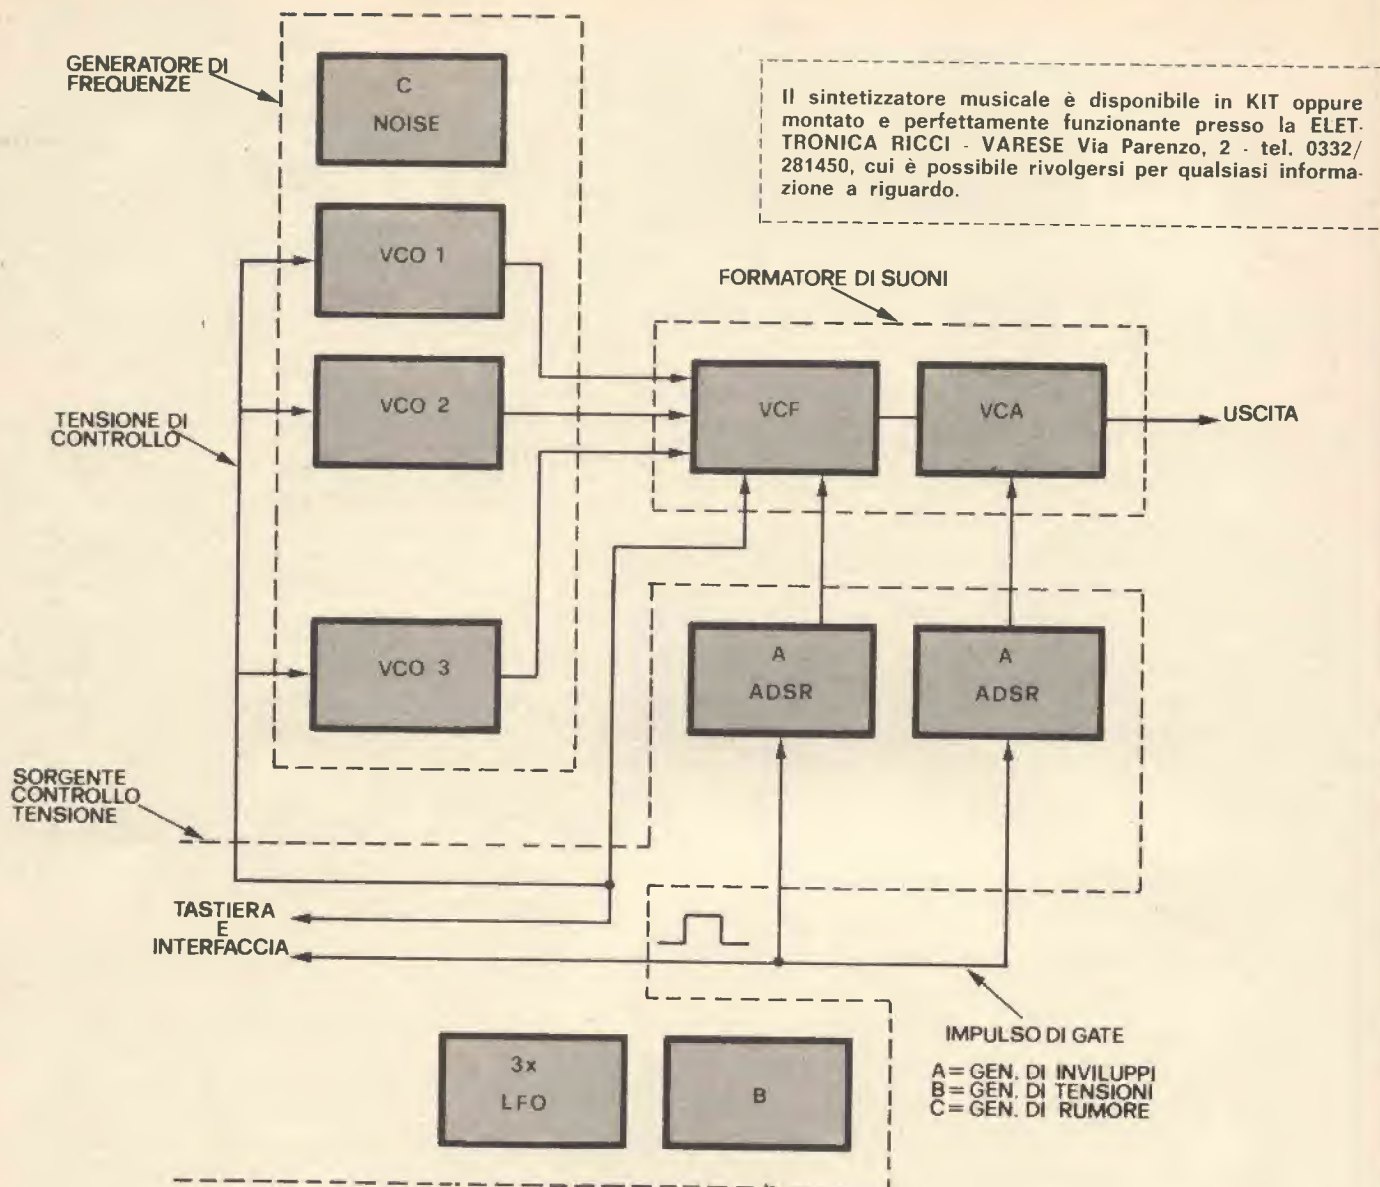 GENERATORE DI
FREQUENZE
C
NOISE
Il sintetizzatore musicale è disponibile in KIT oppure
montato e perfettamente funzionante presso la ELET-
TRONICA RICCI - VARESE Via Parenzo, 2 - tel. 0332/
281450, cui è possibile rivolgersi per qualsiasi informa-
zione a riguardo.
VCO 1
FORMATORE DI SUONI
VCO 2
VCF
VCA
USCITA
TENSIONE DI
CONTROLLO
VCO 3
A
ADSR
A
ADSR
SORGENTE
CONTROLLO
TENSIONE
TASTIERA
E
INTERFACCIA
IMPULSO DI GATE
3x
LFO
B
A= GEN. DI INVILUPPI
B= GEN. DI TENSIONI
C= GEN. DI RUMORE